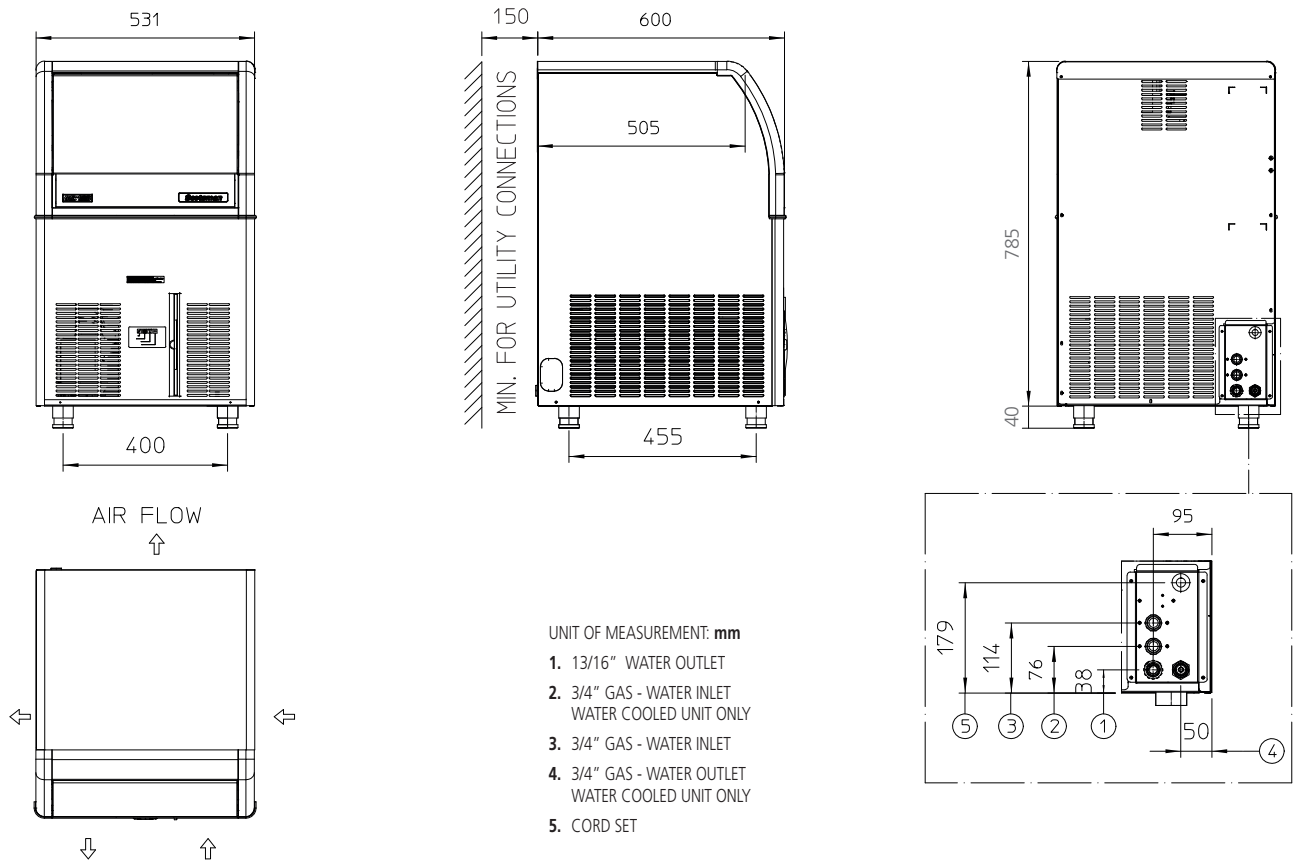 531
150
600
MIN. FOR UTILITY CONNECTIONS
505
785
40
400
455
AIR FLOW
95
179
114
76
38
50
5
3
2
1
4
UNIT OF MEASUREMENT: mm
1. 13/16" WATER OUTLET
2. 3/4" GAS - WATER INLET
WATER COOLED UNIT ONLY
3. 3/4" GAS - WATER INLET
4. 3/4" GAS - WATER OUTLET
WATER COOLED UNIT ONLY
5. CORD SET